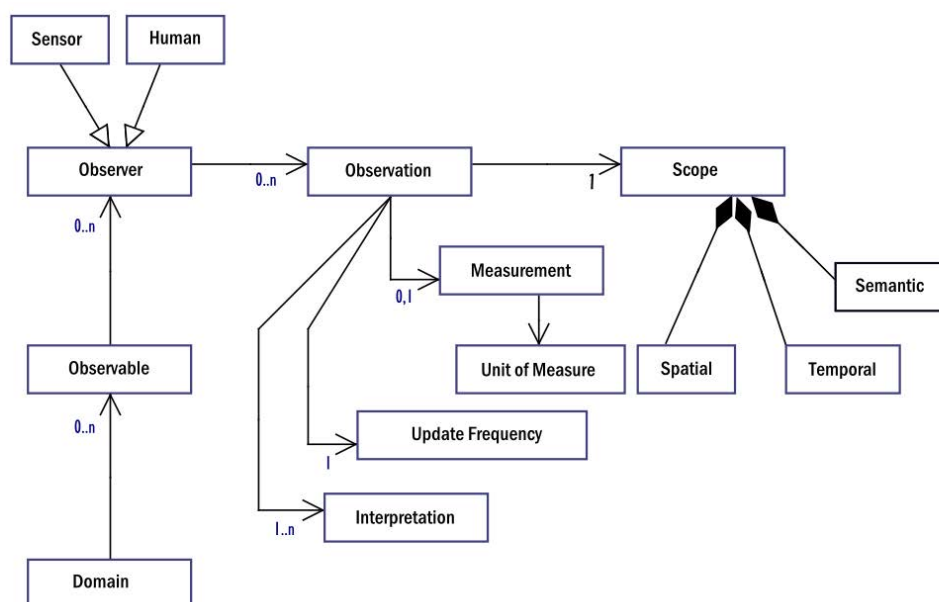 Sensor
Human
Observer
0..n
Observation
1
Scope
0..n
Measurement
0,1
Semantic
Observable
Unit of Measure
Spatial
Temporal
0..n
Update Frequency
1
Interpretation
1..n
Domain